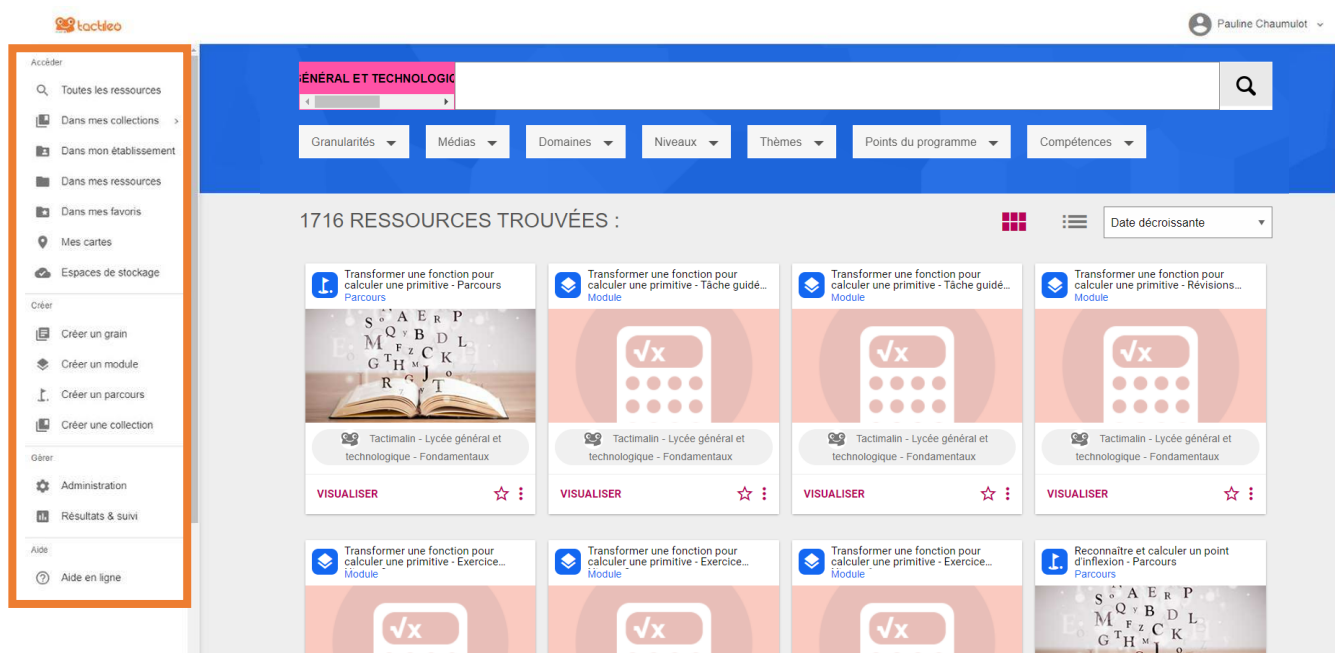 tactileo
Pauline Chaumulot
Accéder
Toutes les ressources
Dans mes collections
Dans mon établissement
Dans mes ressources
Dans mes favoris
Mes cartes
Espaces de stockage
Créer
Créer un grain
Créer un module
Créer un parcours
Créer une collection
Gérer
Administration
Résultats & suivi
Aide
Aide en ligne
GÉNÉRAL ET TECHNOLOGIQ
Granularités
Médias
Domaines
Niveaux
Thèmes
Points du programme
Compétences
1716 RESSOURCES TROUVÉES :
Date décroissante
Transformer une fonction pour
calculer une primitive - Parcours
Parcours
Tactimalin - Lycée général et
technologique - Fondamentaux
VISUALISER
Transformer une fonction pour
calculer une primitive - Tâche guidé...
Module
√x
Tactimalin - Lycée général et
technologique - Fondamentaux
VISUALISER
Transformer une fonction pour
calculer une primitive - Tâche guidé...
Module
√x
Tactimalin - Lycée général et
technologique - Fondamentaux
VISUALISER
Transformer une fonction pour
calculer une primitive - Révisions...
Module
√x
Tactimalin - Lycée général et
technologique - Fondamentaux
VISUALISER
Transformer une fonction pour
calculer une primitive - Exercice...
Module
√x
Transformer une fonction pour
calculer une primitive - Exercice...
Module
√x
Transformer une fonction pour
calculer une primitive - Exercice...
Module
√x
Reconnaître et calculer un point
d'inflexion - Parcours
Parcours